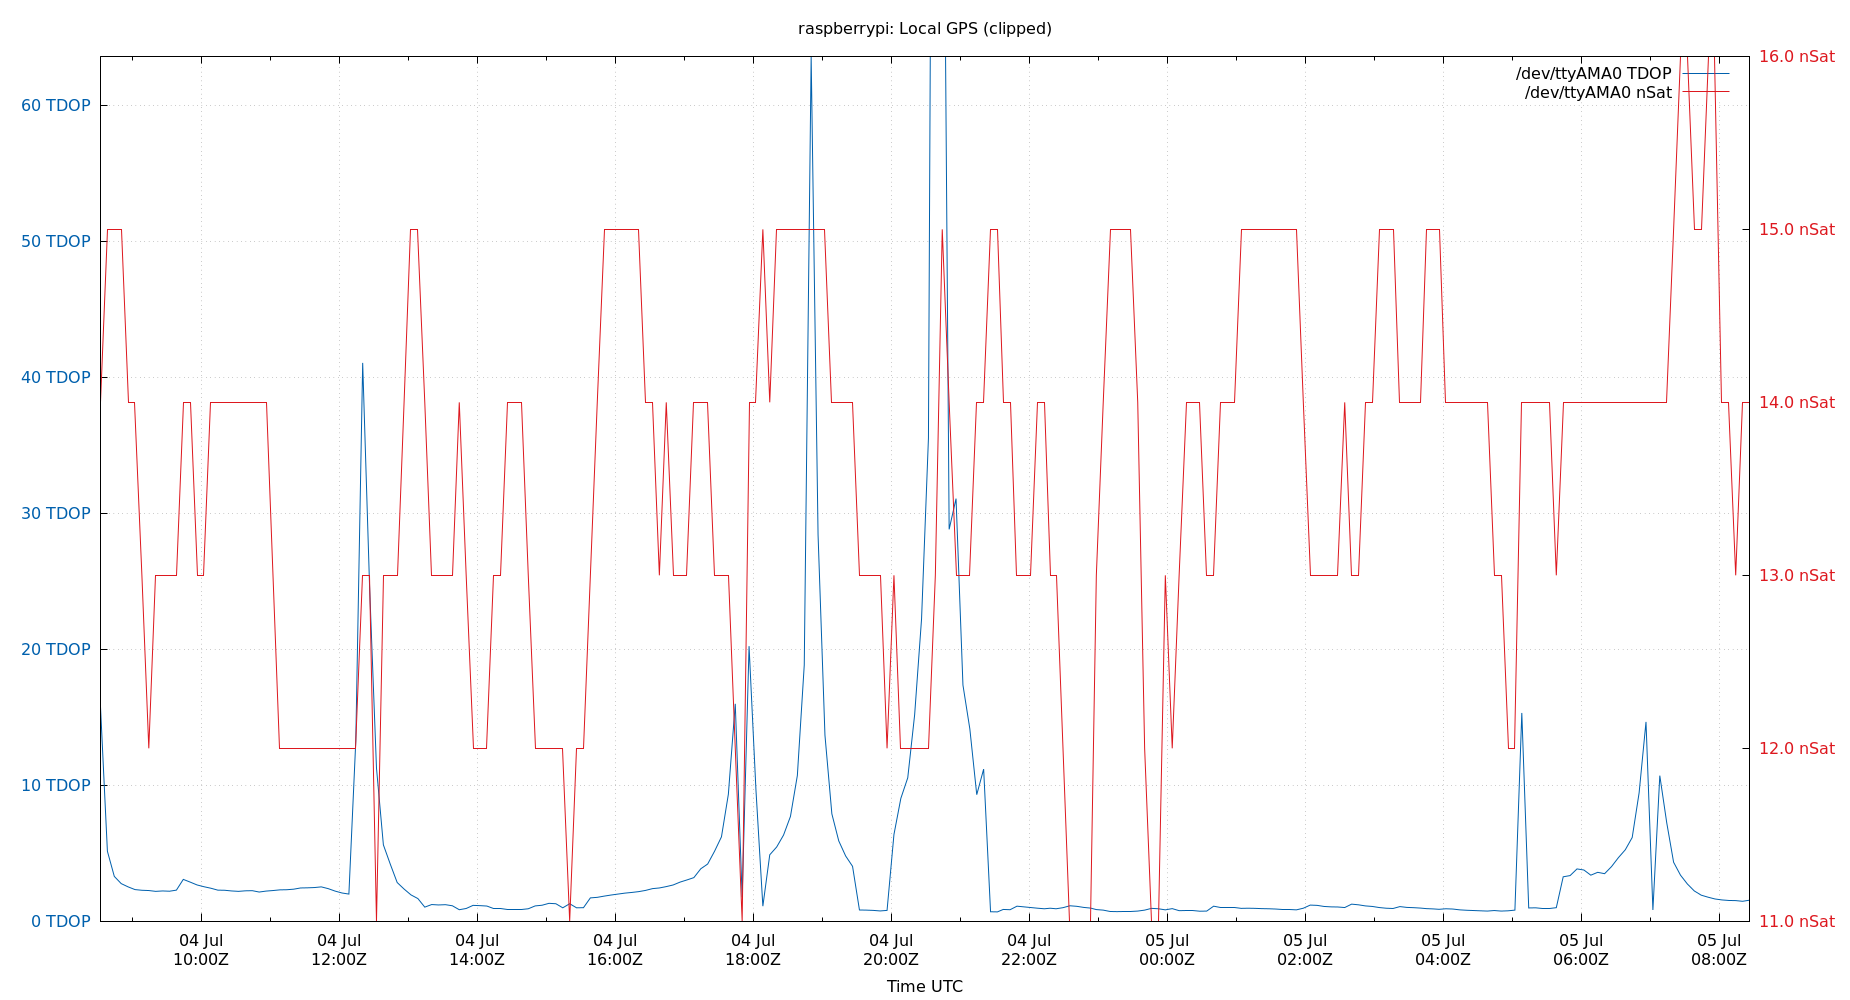 raspberrypi: Local GPS (clipped)
/dev/ttyAMA0 TDOP
/dev/ttyAMA0 nSat
60 TDOP
50 TDOP
40 TDOP
30 TDOP
20 TDOP
10 TDOP
0 TDOP
16.0 nSat
15.0 nSat
14.0 nSat
13.0 nSat
12.0 nSat
11.0 nSat
04 Jul
10:00Z
04 Jul
12:00Z
04 Jul
14:00Z
04 Jul
16:00Z
04 Jul
18:00Z
04 Jul
20:00Z
04 Jul
22:00Z
05 Jul
00:00Z
05 Jul
02:00Z
05 Jul
04:00Z
05 Jul
06:00Z
05 Jul
08:00Z
Time UTC